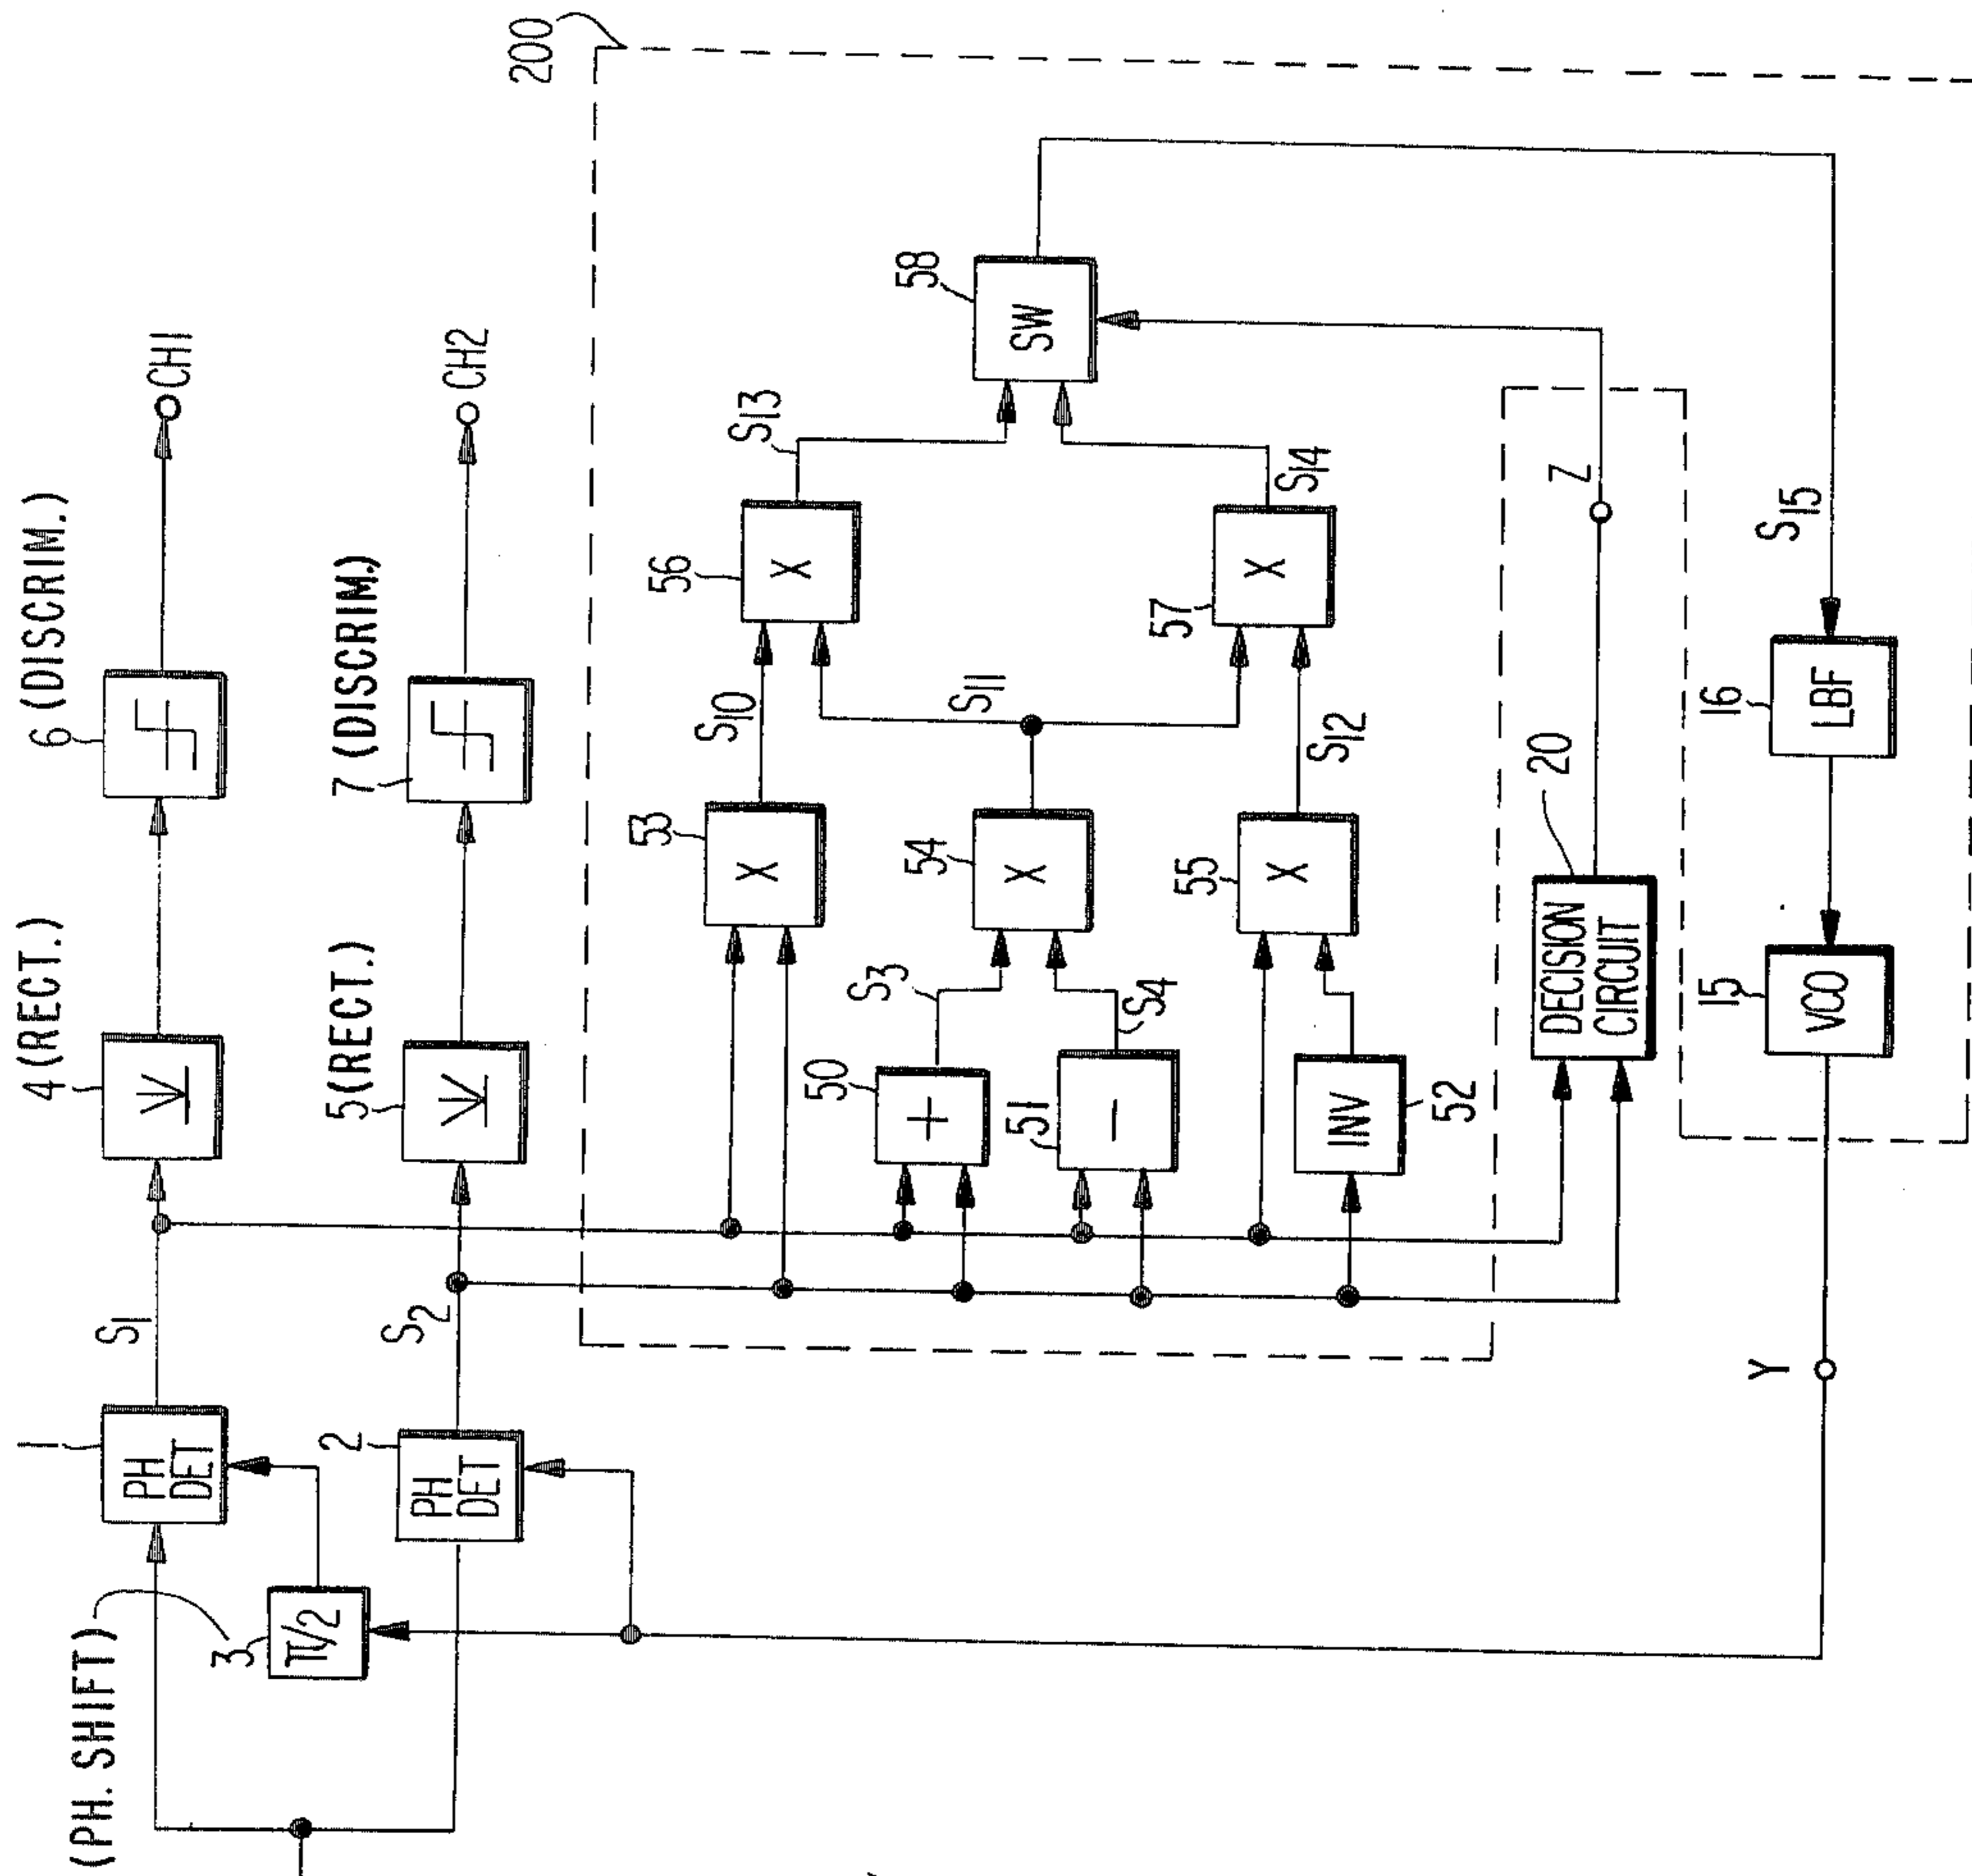 (PH. SHIFT)
3
π/2
1
PH
DET
2
PH
DET
S1
S2
4 (RECT.)
5(RECT.)
6 (DISCRIM.)
7 (DISCRIM.)
CH1
CH2
200
50
+
51
−
52
INV
S3
S4
53
X
54
X
55
X
S10
S11
S12
56
X
57
X
S13
S14
58
SW
20
DECISION
CIRCUIT
Z
S15
16
LBF
15
VCO
Y